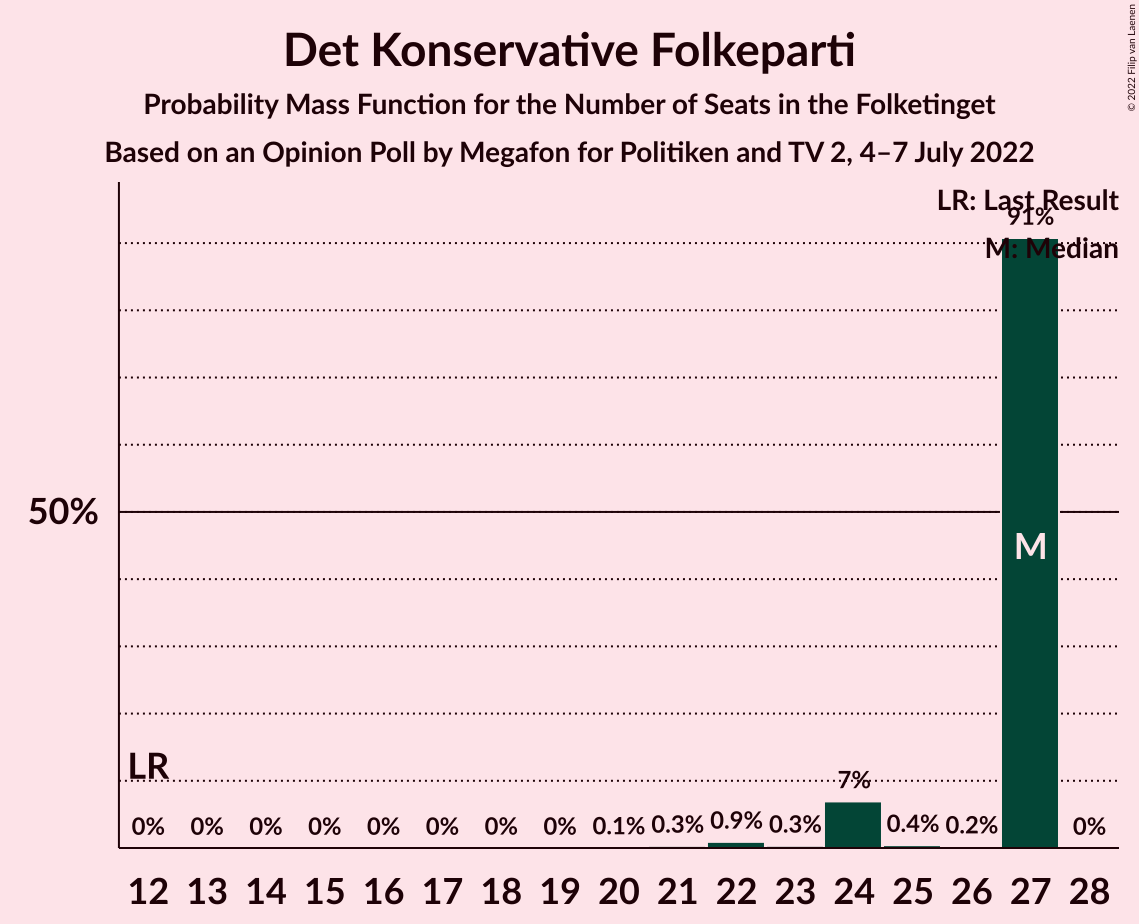 Det Konservative Folkeparti
Probability Mass Function for the Number of Seats in the Folketinget
Based on an Opinion Poll by Megafon for Politiken and TV 2, 4–7 July 2022
© 2022 Filip van Laenen
LR: Last Result
91%
M: Median
50%
M
LR
7%
0% 0% 0% 0% 0% 0% 0% 0% 0.1% 0.3% 0.9% 0.3% 0.4% 0.2% 0%
12 13 14 15 16 17 18 19 20 21 22 23 24 25 26 27 28